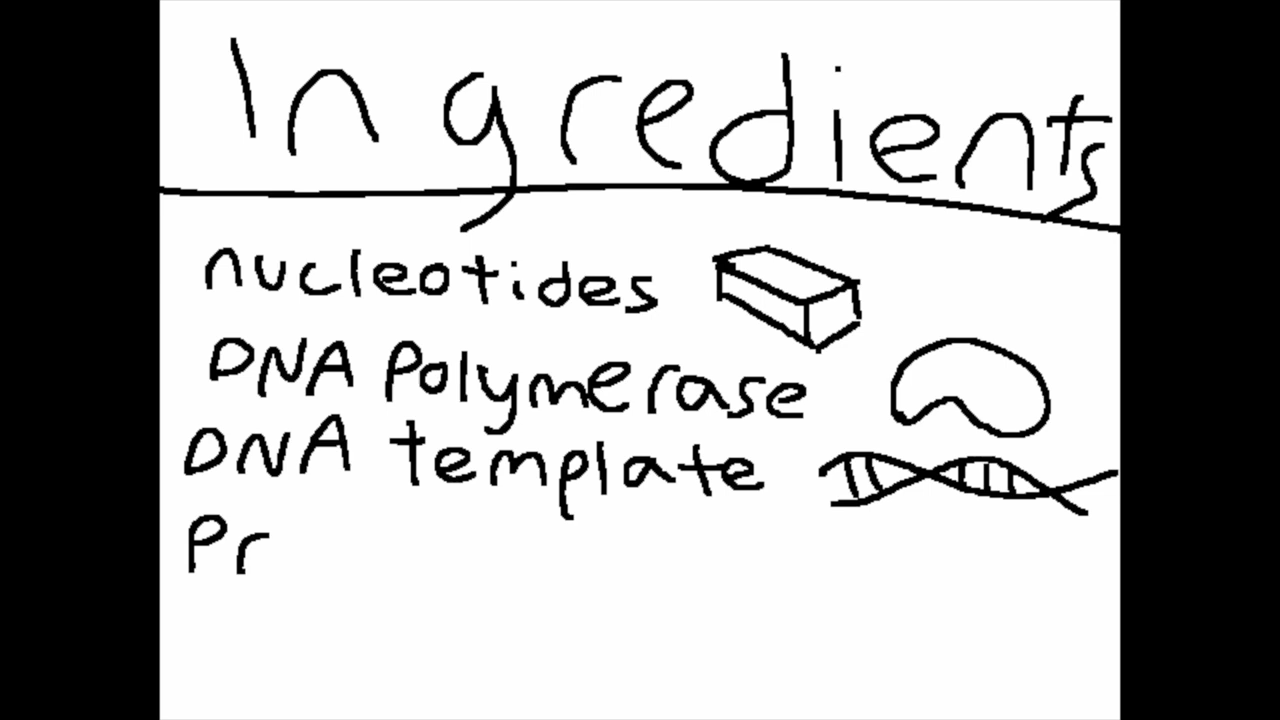 Ingredients
nucleotides
DNA Polymerase
DNA template
Pr